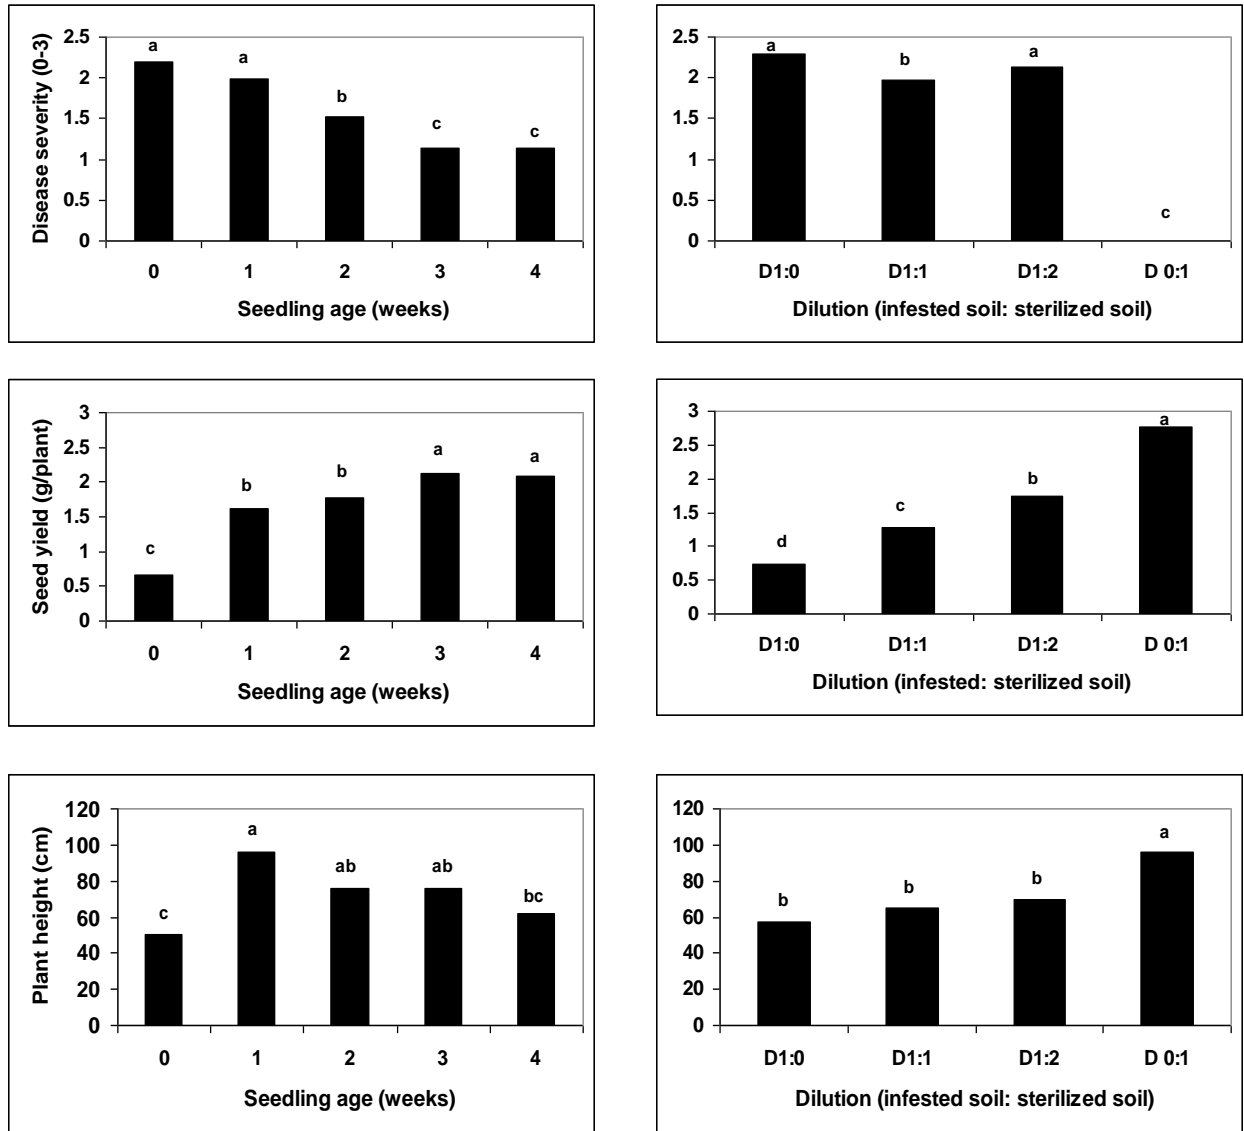 Disease severity (0-3)
2.5
2
1.5
1
0.5
0
a
a
b
c
c
0 1 2 3 4
Seedling age (weeks)
2.5
2
1.5
1
0.5
0
a
b
a
c
D1:0 D1:1 D1:2 D 0:1
Dilution (infested soil: sterilized soil)
Seed yield (g/plant)
3
2.5
2
1.5
1
0.5
0
c
b
b
a
a
0 1 2 3 4
Seedling age (weeks)
3
2.5
2
1.5
1
0.5
0
d
c
b
a
D1:0 D1:1 D1:2 D 0:1
Dilution (infested: sterilized soil)
Plant height (cm)
120
100
80
60
40
20
0
c
a
ab
ab
bc
0 1 2 3 4
Seedling age (weeks)
120
100
80
60
40
20
0
b
b
b
a
D1:0 D1:1 D1:2 D 0:1
Dilution (infested soil: sterilized soil)